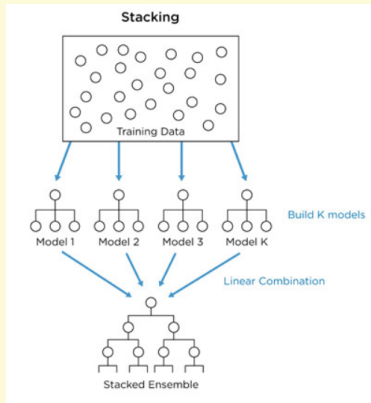 Stacking
Training Data
Build K models
Model 1 Model 2 Model 3 Model K
Linear Combination
Stacked Ensemble